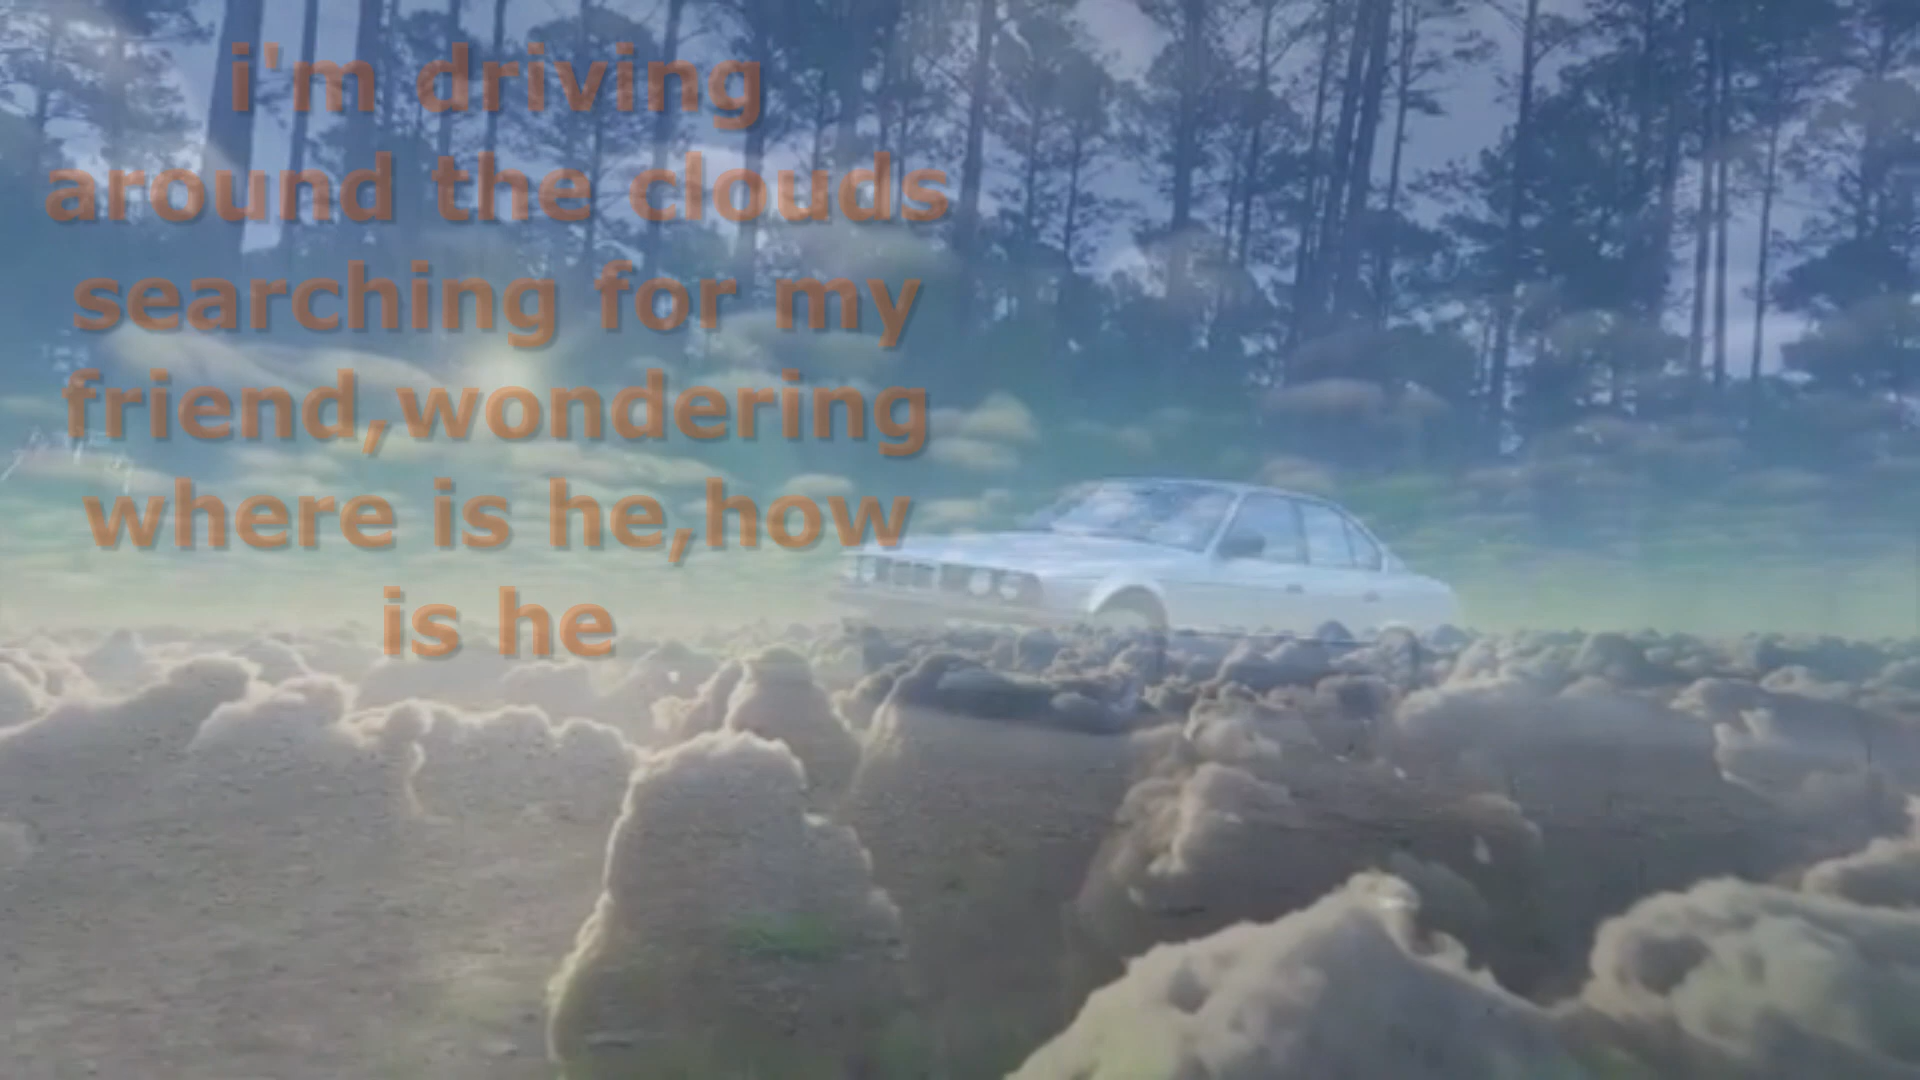 i'm driving
around the clouds
searching for my
friend,wondering
where is he,how
is he